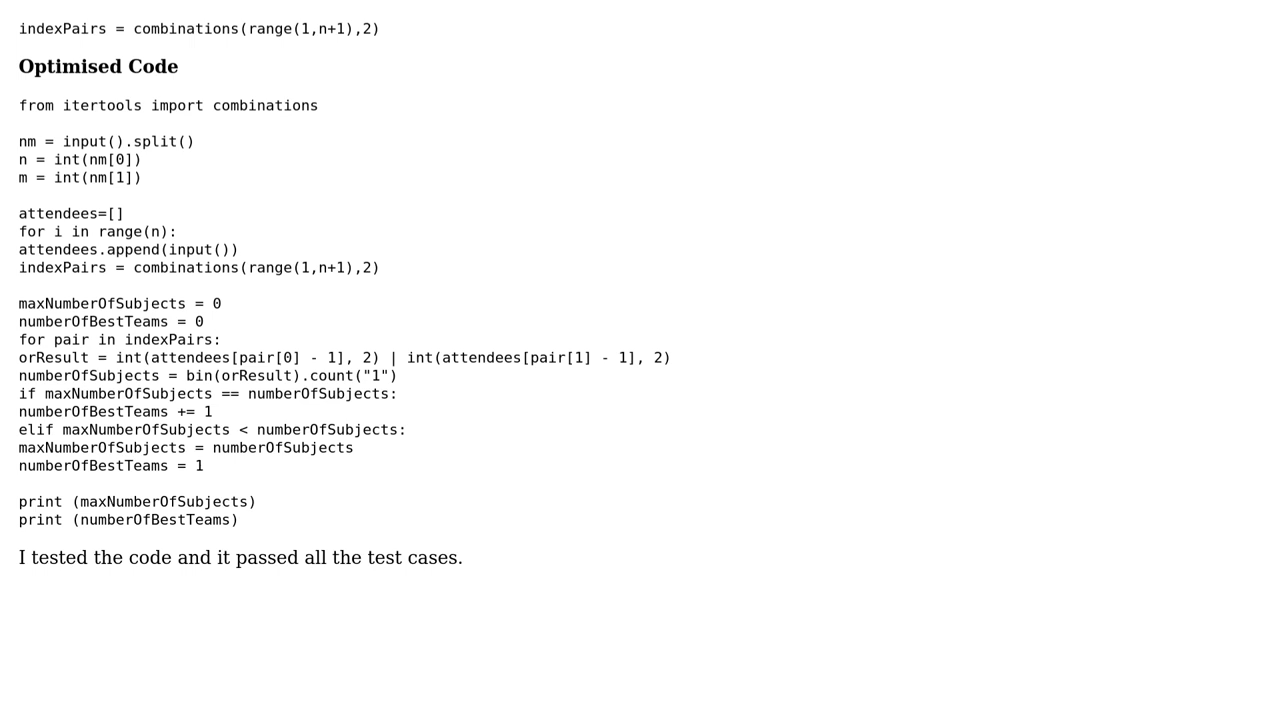 indexPairs = combinations(range(1,n+1),2)
Optimised Code
from itertools import combinations
nm = input().split()
n = int(nm[0])
m = int(nm[1])
attendees=[]
for i in range(n):
attendees.append(input())
indexPairs = combinations(range(1,n+1),2)
maxNumberOfSubjects = 0
numberOfBestTeams = 0
for pair in indexPairs:
orResult = int(attendees[pair[0] - 1], 2) | int(attendees[pair[1] - 1], 2)
numberOfSubjects = bin(orResult).count("1")
if maxNumberOfSubjects == numberOfSubjects:
numberOfBestTeams += 1
elif maxNumberOfSubjects < numberOfSubjects:
maxNumberOfSubjects = numberOfSubjects
numberOfBestTeams = 1
print (maxNumberOfSubjects)
print (numberOfBestTeams)
I tested the code and it passed all the test cases.